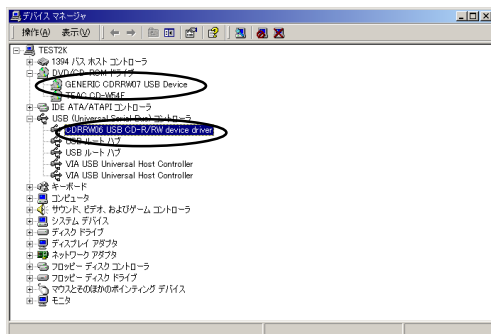 デバイス マネージャ
操作(A) 表示(V)
TEST2K
1394 バス ホスト コントローラ
DVD/CD-ROM ドライブ
GENERIC CDRRW07 USB Device
TEAC CD-W54E
IDE ATA/ATAPI コントローラ
USB (Universal Serial Bus) コントローラ
CDRRW06 USB CD-R/RW device driver
USB ルート ハブ
USB ルート ハブ
VIA USB Universal Host Controller
VIA USB Universal Host Controller
キーボード
コンピュータ
サウンド、ビデオ、およびゲーム コントローラ
システム デバイス
ディスク ドライブ
ディスプレイ アダプタ
ネットワーク アダプタ
フロッピー ディスク コントローラ
フロッピー ディスク ドライブ
マウスとそのほかのポインティング デバイス
モニタ